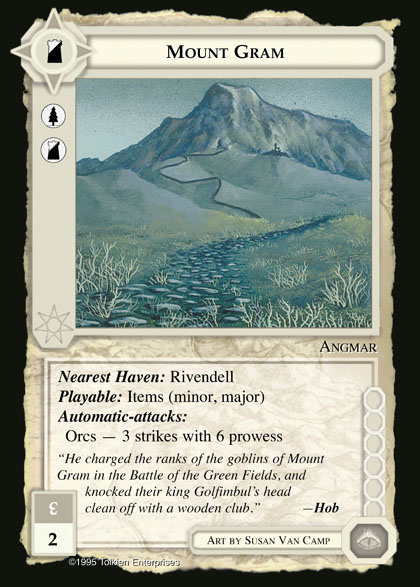 MOUNT GRAM
ANGMAR
Nearest Haven: Rivendell
Playable: Items (minor, major)
Automatic-attacks:
Orcs — 3 strikes with 6 prowess
“He charged the ranks of the goblins of Mount
Gram in the Battle of the Green Fields, and
knocked their king Golfimbul's head
clean off with a wooden club.” —Hob
ε
2
ART BY SUSAN VAN CAMP
©1995 Tolkien Enterprises